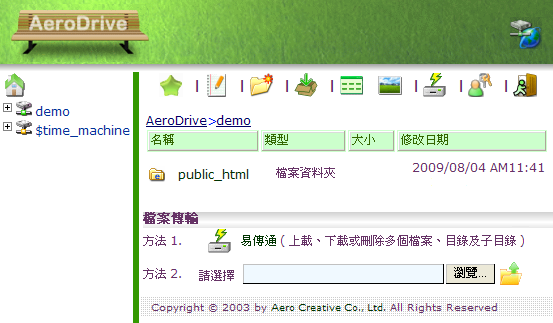 AeroDrive
demo
$time_machine
AeroDrive>demo
名稱 類型 大小 修改日期
public_html 檔案資料夾 2009/08/04 AM11:41
檔案傳輸
方法 1. 易傳通 ( 上載、下載或刪除多個檔案、目錄及子目錄 )
方法 2. 請選擇 瀏覽...
Copyright © 2003 by Aero Creative Co., Ltd. All Rights Reserved